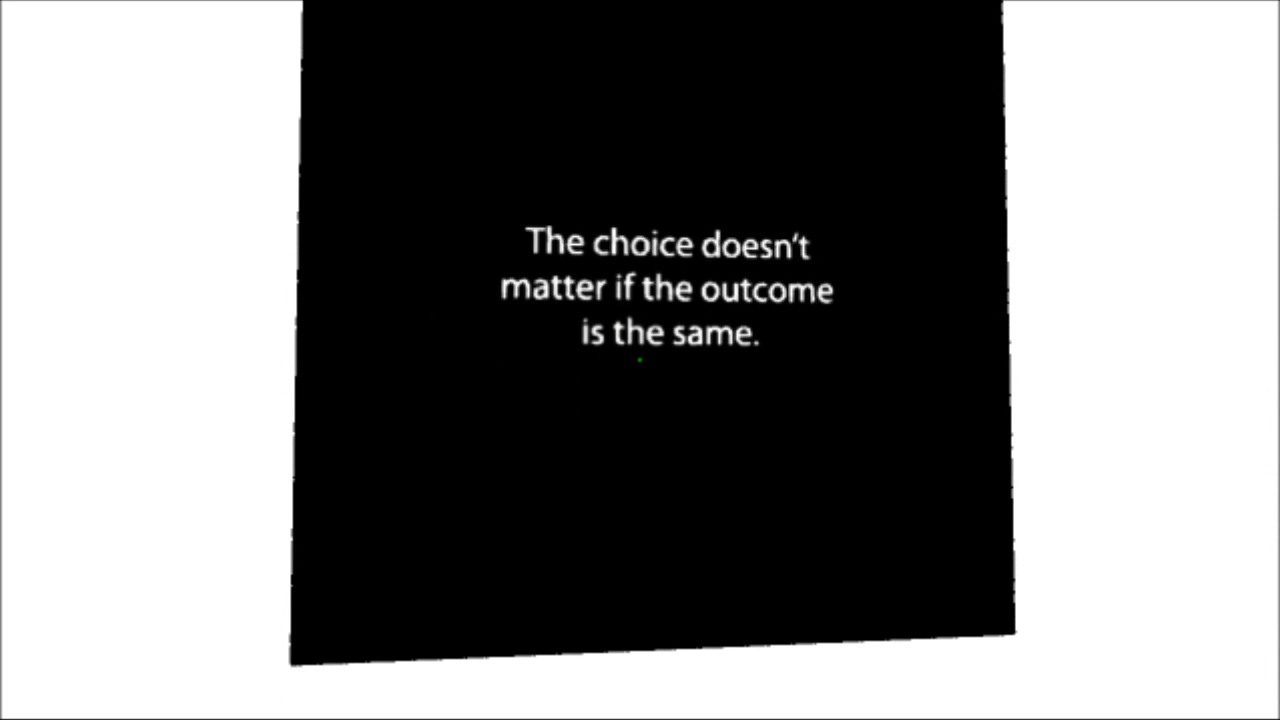 The choice doesn't
matter if the outcome
is the same.